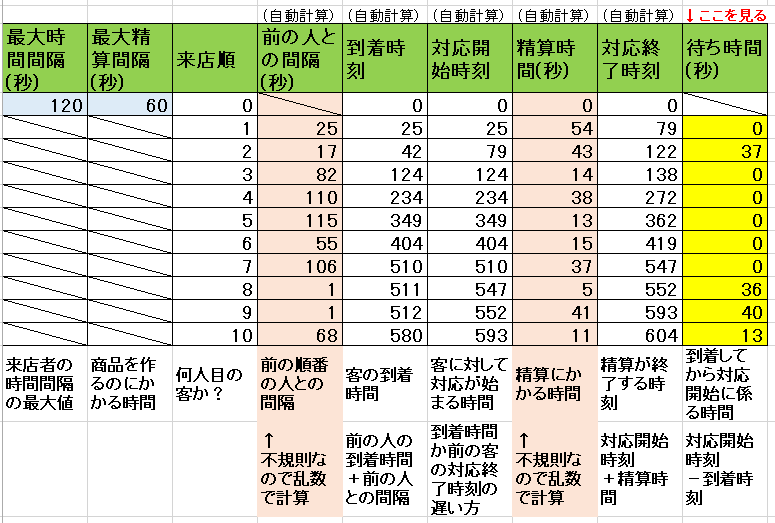 （自動計算） （自動計算） （自動計算） （自動計算） （自動計算） ↓ここを見る
最大時間間隔(秒) 最大精算間隔(秒) 来店順 前の人との間隔(秒) 到着時刻 対応開始時刻 精算時間(秒) 対応終了時刻 待ち時間(秒)
120 60 0 0 0 0 0
1 25 25 25 54 79 0
2 17 42 79 43 122 37
3 82 124 124 14 138 0
4 110 234 234 38 272 0
5 115 349 349 13 362 0
6 55 404 404 15 419 0
7 106 510 510 37 547 0
8 1 511 547 5 552 36
9 1 512 552 41 593 40
10 68 580 593 11 604 13
来店者の時間間隔の最大値 商品を作るのにかかる時間 何人目の客か？ 前の順番の人との間隔 客の到着時間 客に対して対応が始まる時間 精算にかかる時間 精算が終了する時刻 到着してから対応開始に係る時間
↑不規則なので乱数で計算 前の人の到着時間＋前の人との間隔 到着時間か前の客の対応終了時刻の遅い方 ↑不規則なので乱数で計算 対応開始時刻＋精算時間 対応開始時刻－到着時刻